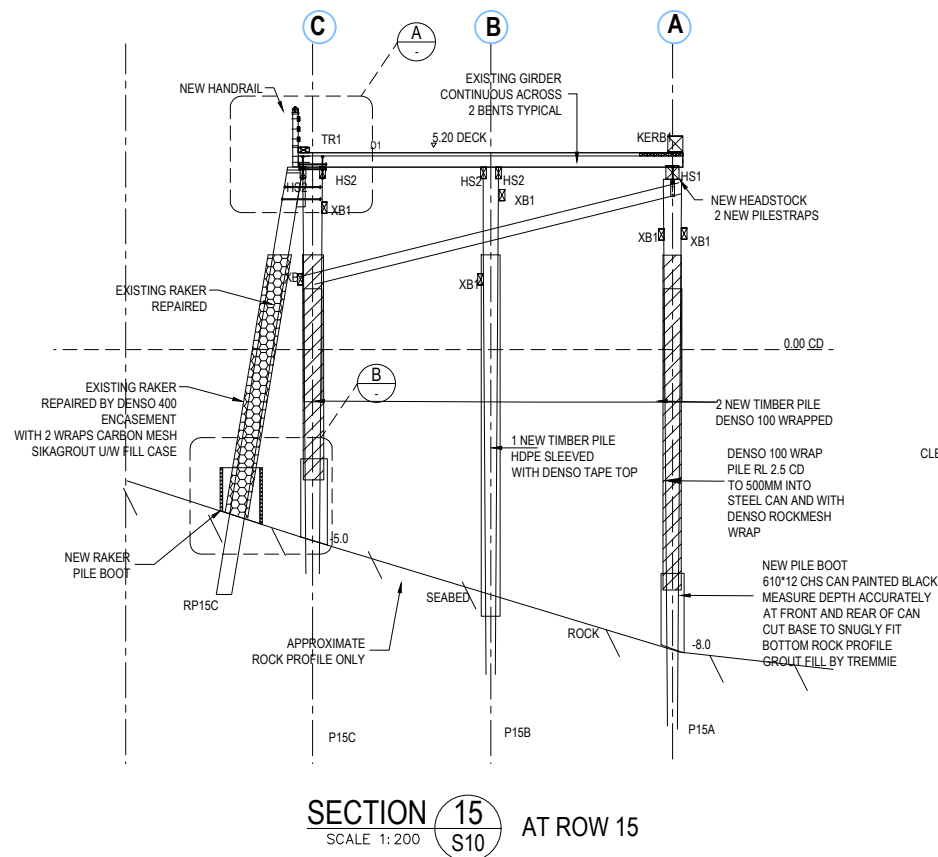 C
B
A
A
-
NEW HANDRAIL
EXISTING GIRDER
CONTINUOUS ACROSS
2 BENTS TYPICAL
TR1
D1
5.20 DECK
KERB
HS2
HS2
HS2
HS2
HS1
XB1
XB1
NEW HEADSTOCK
2 NEW PILESTRAPS
XB1
XB1
XB1
EXISTING RAKER
REPAIRED
0.00 CD
B
-
EXISTING RAKER
REPAIRED BY DENSO 400
ENCASEMENT
WITH 2 WRAPS CARBON MESH
SIKAGROUT U/W FILL CASE
2 NEW TIMBER PILE
DENSO 100 WRAPPED
1 NEW TIMBER PILE
HDPE SLEEVED
WITH DENSO TAPE TOP
DENSO 100 WRAP
PILE RL 2.5 CD
TO 500MM INTO
STEEL CAN AND WITH
DENSO ROCKMESH
WRAP
CLE
NEW RAKER
PILE BOOT
-5.0
RP15C
SEABED
NEW PILE BOOT
610*12 CHS CAN PAINTED BLACK
MEASURE DEPTH ACCURATELY
AT FRONT AND REAR OF CAN
CUT BASE TO SNUGLY FIT
BOTTOM ROCK PROFILE
GROUT FILL BY TREMMIE
APPROXIMATE
ROCK PROFILE ONLY
ROCK
-8.0
P15C
P15B
P15A
SECTION
SCALE 1:200
15
S10
AT ROW 15